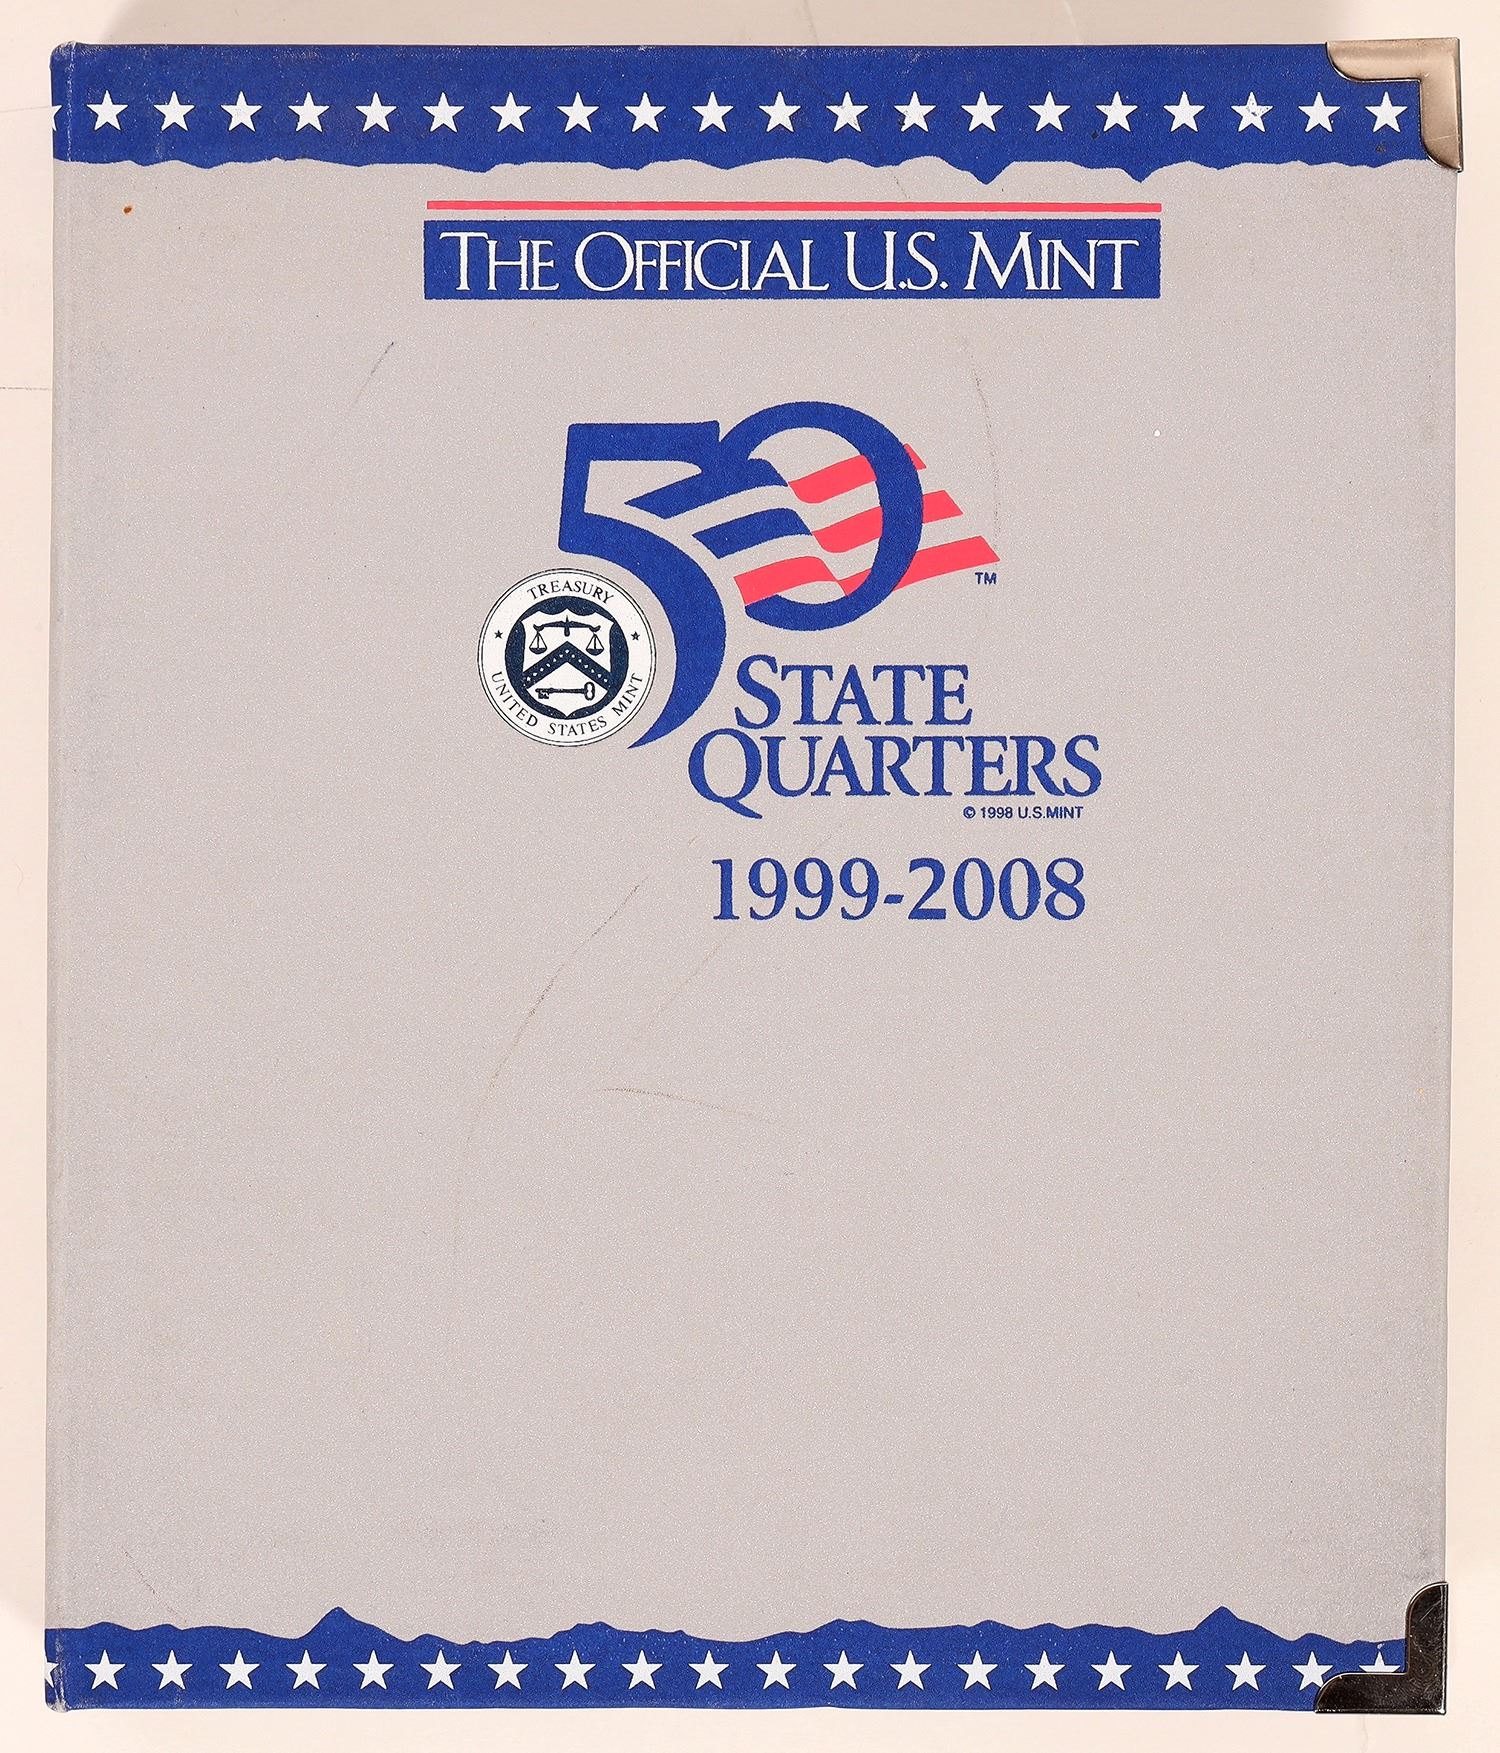 THE OFFICIAL U.S. MINT
50
TM
TREASURY
UNITED STATES MINT
STATE
QUARTERS
© 1998 U.S.MINT
1999-2008